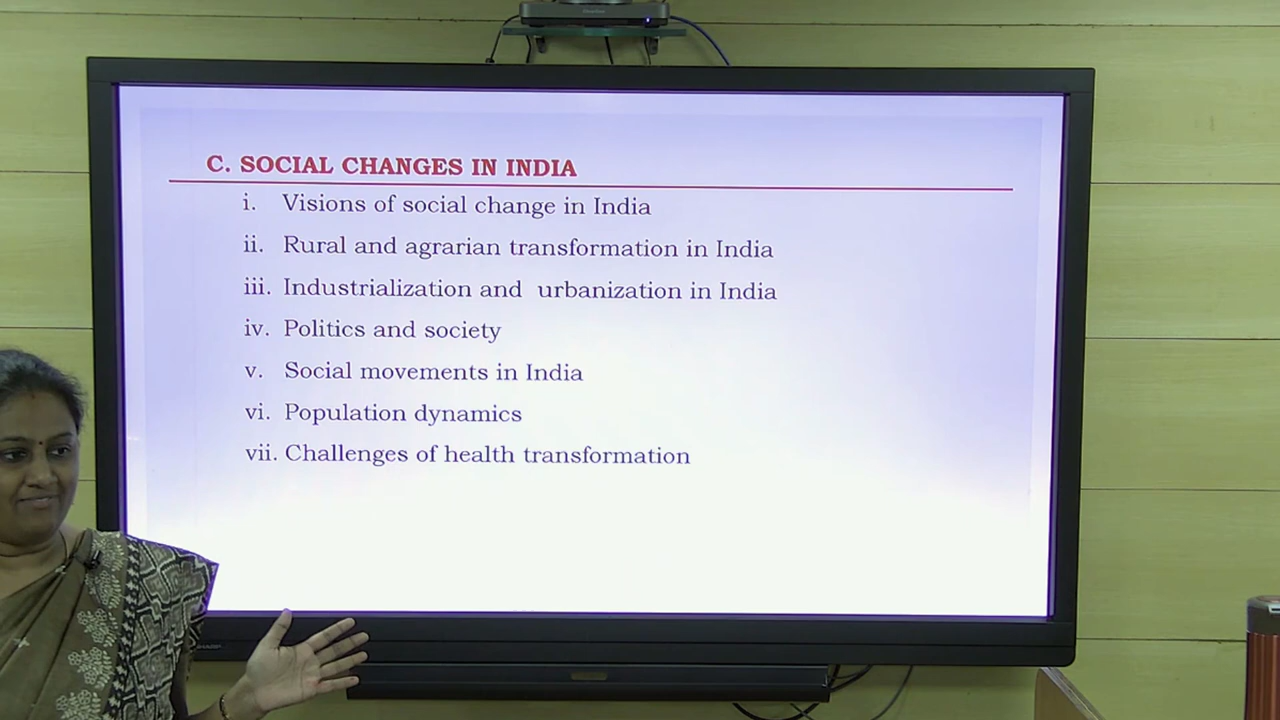 C. SOCIAL CHANGES IN INDIA
i. Visions of social change in India
ii. Rural and agrarian transformation in India
iii. Industrialization and urbanization in India
iv. Politics and society
v. Social movements in India
vi. Population dynamics
vii. Challenges of health transformation
SHARP